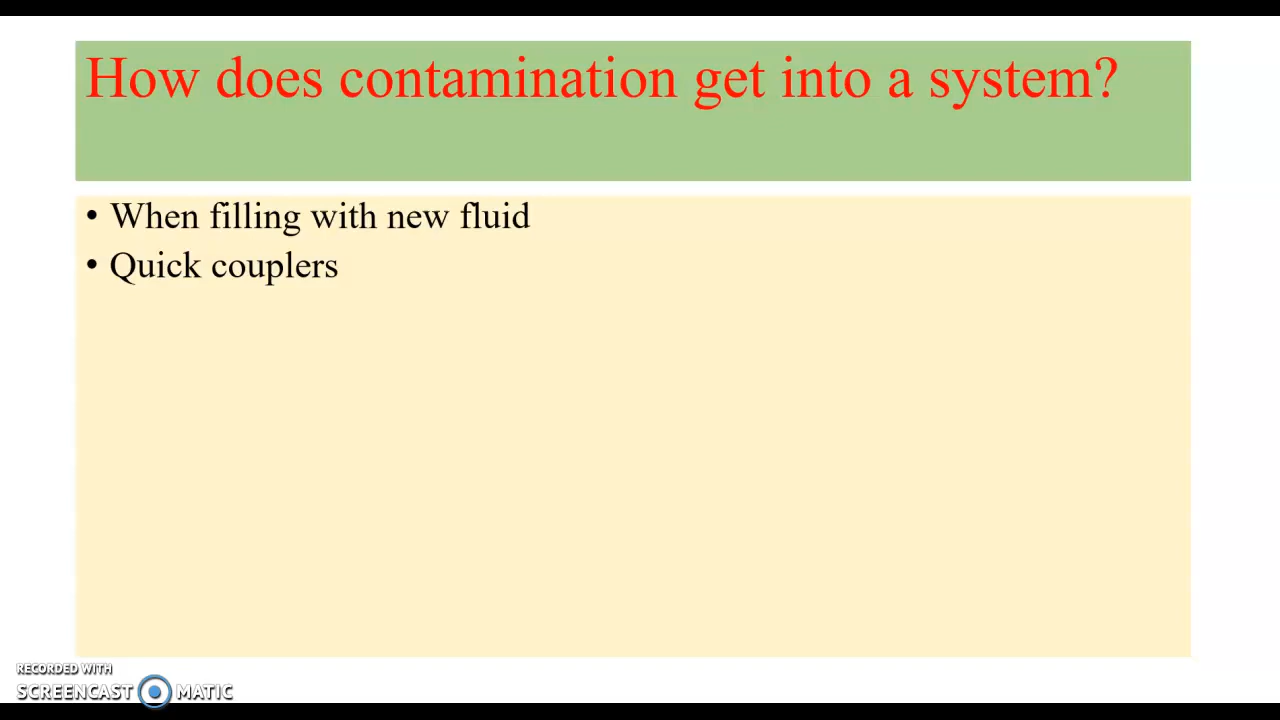 How does contamination get into a system?
• When filling with new fluid
• Quick couplers
RECORDED WITH
SCREENCAST MATIC